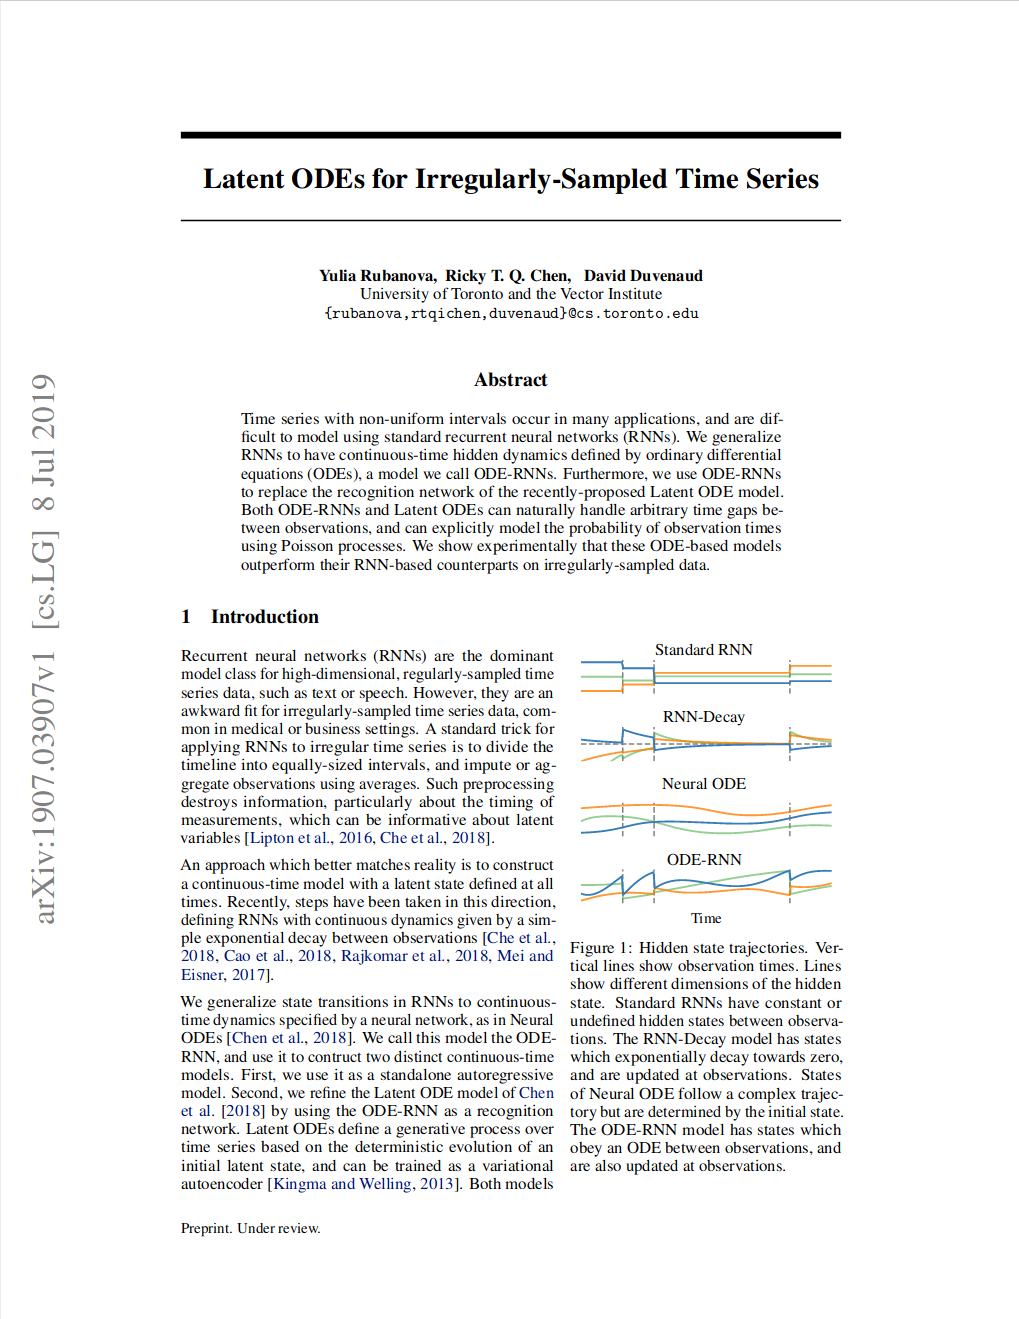 Latent ODEs for Irregularly-Sampled Time Series
Yulia Rubanova, Ricky T. Q. Chen, David Duvenaud
University of Toronto and the Vector Institute
{rubanova,rtqichen,duvenaud}@cs.toronto.edu
arXiv:1907.03907v1 [cs.LG] 8 Jul 2019
Abstract
Time series with non-uniform intervals occur in many applications, and are dif-
ficult to model using standard recurrent neural networks (RNNs). We generalize
RNNs to have continuous-time hidden dynamics defined by ordinary differential
equations (ODEs), a model we call ODE-RNNs. Furthermore, we use ODE-RNNs
to replace the recognition network of the recently-proposed Latent ODE model.
Both ODE-RNNs and Latent ODEs can naturally handle arbitrary time gaps be-
tween observations, and can explicitly model the probability of observation times
using Poisson processes. We show experimentally that these ODE-based models
outperform their RNN-based counterparts on irregularly-sampled data.
1 Introduction
Recurrent neural networks (RNNs) are the dominant
model class for high-dimensional, regularly-sampled time
series data, such as text or speech. However, they are an
awkward fit for irregularly-sampled time series data, com-
mon in medical or business settings. A standard trick for
applying RNNs to irregular time series is to divide the
timeline into equally-sized intervals, and impute or ag-
gregate observations using averages. Such preprocessing
destroys information, particularly about the timing of
measurements, which can be informative about latent
variables [Lipton et al., 2016, Che et al., 2018].
An approach which better matches reality is to construct
a continuous-time model with a latent state defined at all
times. Recently, steps have been taken in this direction,
defining RNNs with continuous dynamics given by a sim-
ple exponential decay between observations [Che et al.,
2018, Cao et al., 2018, Rajkomar et al., 2018, Mei and
Eisner, 2017].
We generalize state transitions in RNNs to continuous-
time dynamics specified by a neural network, as in Neural
ODEs [Chen et al., 2018]. We call this model the ODE-
RNN, and use it to contruct two distinct continuous-time
models. First, we use it as a standalone autoregressive
model. Second, we refine the Latent ODE model of Chen
et al. [2018] by using the ODE-RNN as a recognition
network. Latent ODEs define a generative process over
time series based on the deterministic evolution of an
initial latent state, and can be trained as a variational
autoencoder [Kingma and Welling, 2013]. Both models
Standard RNN
RNN-Decay
Neural ODE
ODE-RNN
Time
Figure 1: Hidden state trajectories. Ver-
tical lines show observation times. Lines
show different dimensions of the hidden
state. Standard RNNs have constant or
undefined hidden states between observa-
tions. The RNN-Decay model has states
which exponentially decay towards zero,
and are updated at observations. States
of Neural ODE follow a complex trajec-
tory but are determined by the initial state.
The ODE-RNN model has states which
obey an ODE between observations, and
are also updated at observations.
Preprint. Under review.